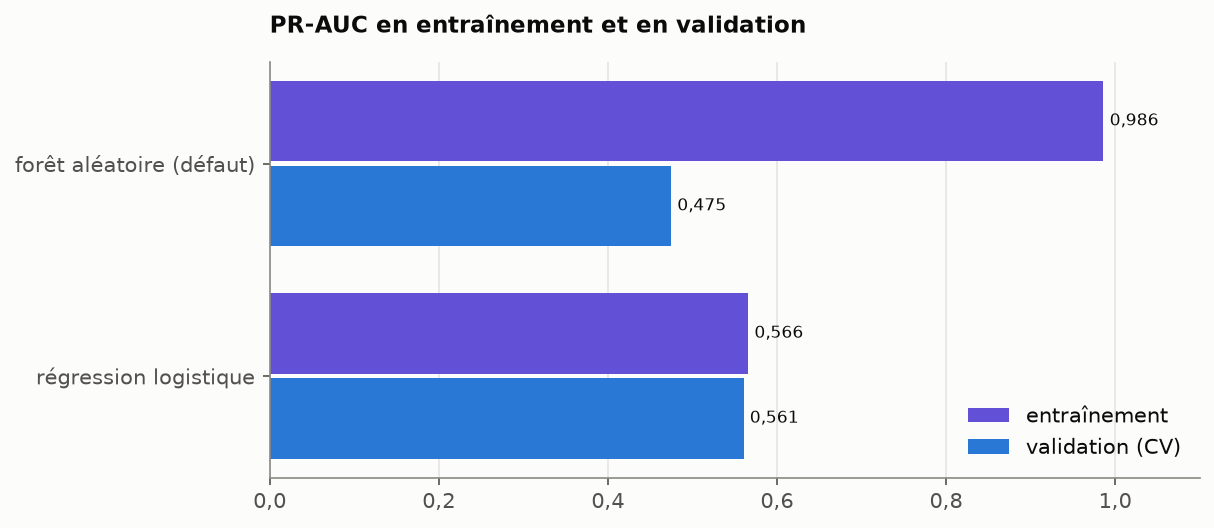 PR-AUC en entraînement et en validation
forêt aléatoire (défaut)
0,986
0,475
régression logistique
0,566
0,561
entraînement
validation (CV)
0,0 0,2 0,4 0,6 0,8 1,0